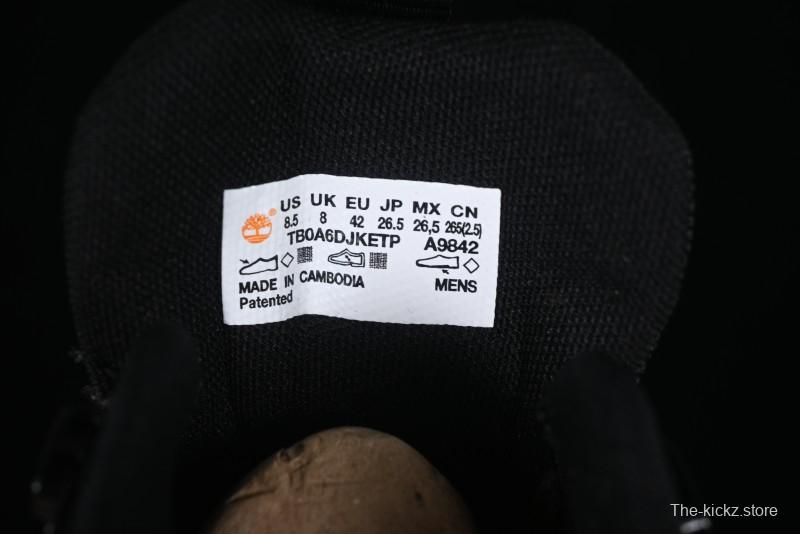 US UK EU JP MX CN
8.5 8 42 26.5 26,5 265(2.5)
TB0A6DJKETP A9842
MADE IN CAMBODIA MENS
Patented
The-kickz.store